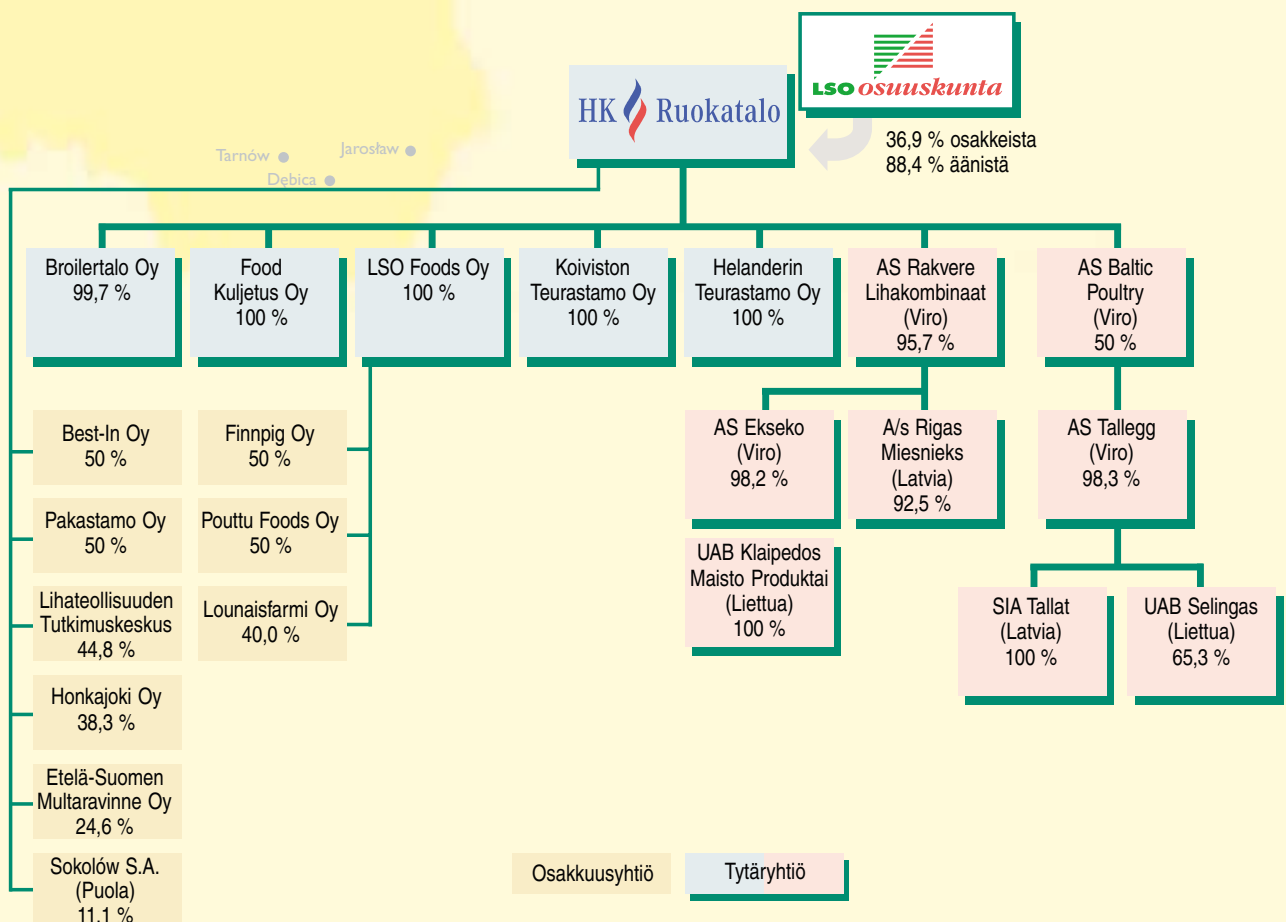 LSO osuuskunta
HK Ruokatalo
36,9 % osakkeista
88,4 % äänistä
Tarnów
Jarosław
Dębica
Broilertalo Oy
99,7 %
Food
Kuljetus Oy
100 %
LSO Foods Oy
100 %
Koiviston
Teurastamo Oy
100 %
Helanderin
Teurastamo Oy
100 %
AS Rakvere
Lihakombinaat
(Viro)
95,7 %
AS Baltic
Poultry
(Viro)
50 %
Best-In Oy
50 %
Finnpig Oy
50 %
AS Ekseko
(Viro)
98,2 %
A/s Rigas
Miesnieks
(Latvia)
92,5 %
AS Tallegg
(Viro)
98,3 %
Pakastamo Oy
50 %
Pouttu Foods Oy
50 %
UAB Klaipedos
Maisto Produktai
(Liettua)
100 %
Lihateollisuuden
Tutkimuskeskus
44,8 %
Lounaisfarmi Oy
40,0 %
SIA Tallat
(Latvia)
100 %
UAB Selingas
(Liettua)
65,3 %
Honkajoki Oy
38,3 %
Etelä-Suomen
Multaravinne Oy
24,6 %
Sokolów S.A.
(Puola)
11,1 %
Osakkuusyhtiö
Tytäryhtiö